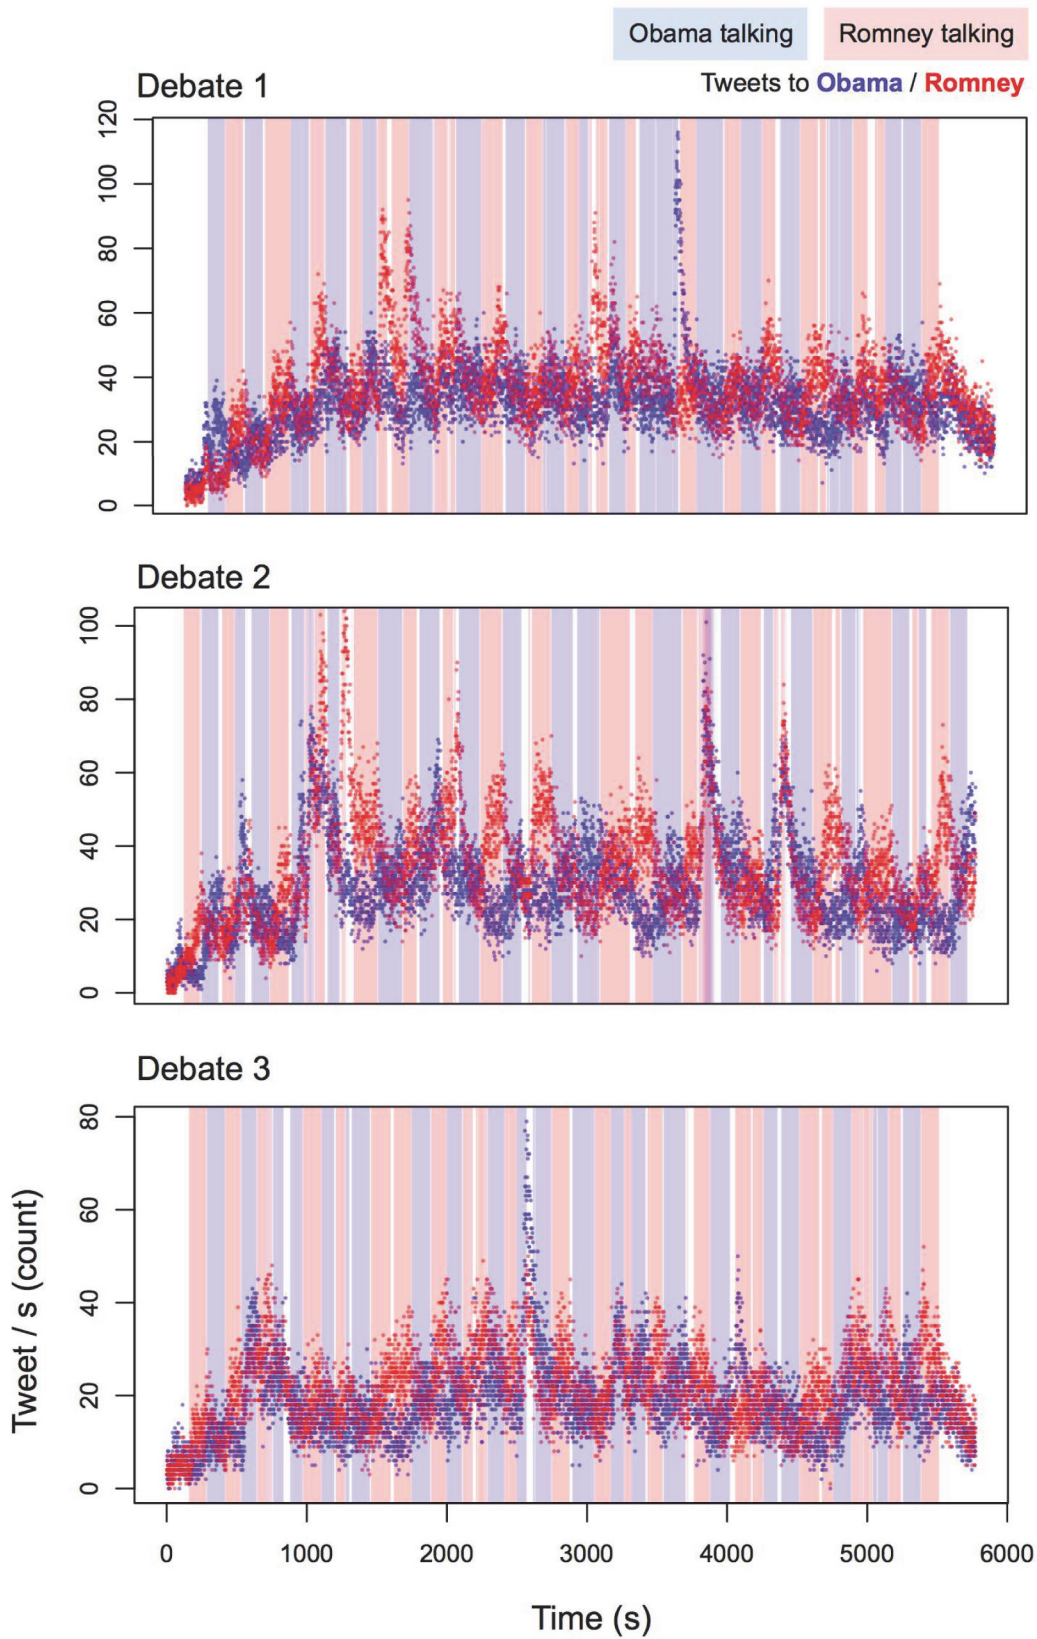 Obama talking Romney talking
Tweets to Obama / Romney
Debate 1
120
100
80
60
40
20
0
Debate 2
100
80
60
40
20
0
Debate 3
80
60
40
20
0
Tweet / s (count)
0 1000 2000 3000 4000 5000 6000
Time (s)